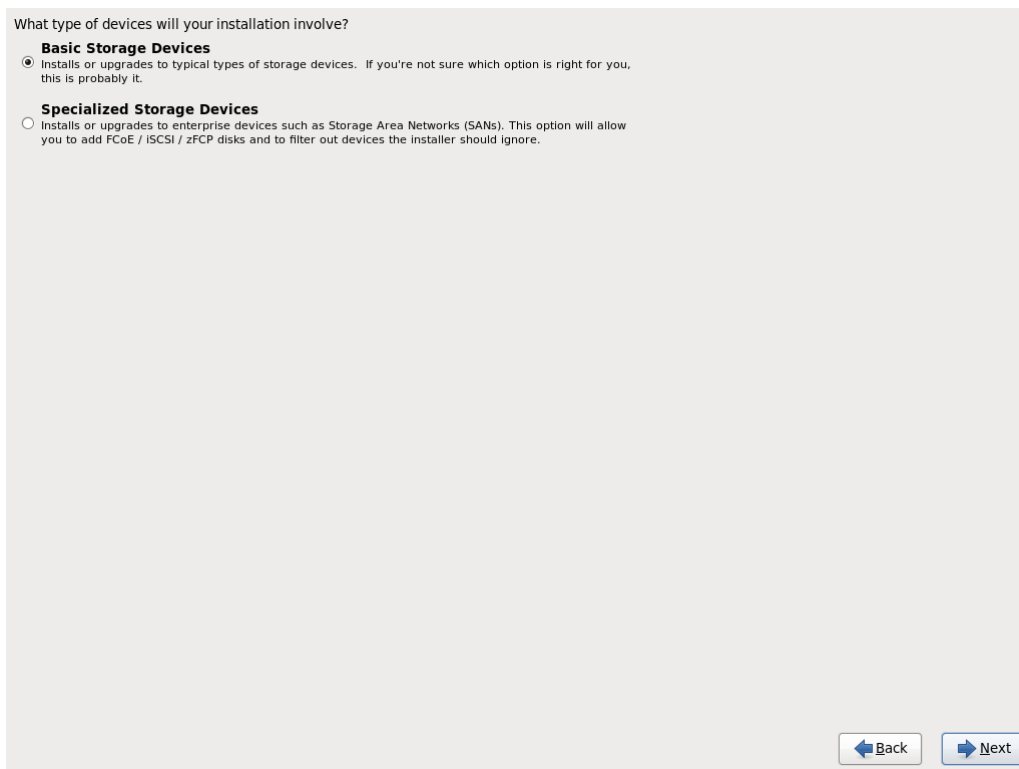 What type of devices will your installation involve?
Basic Storage Devices
Installs or upgrades to typical types of storage devices.  If you're not sure which option is right for you,
this is probably it.
Specialized Storage Devices
Installs or upgrades to enterprise devices such as Storage Area Networks (SANs). This option will allow
you to add FCoE / iSCSI / zFCP disks and to filter out devices the installer should ignore.
Back
Next